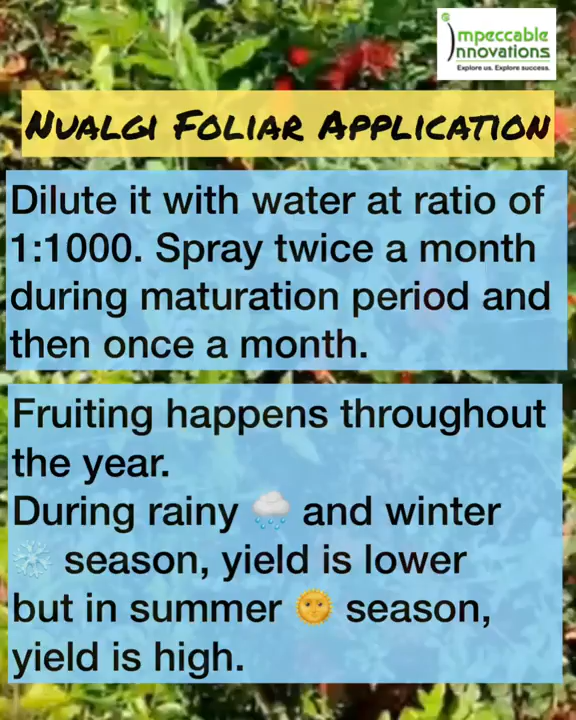 impeccable
innovations
Explore us. Explore success.
NUALGI FOLIAR APPLICATION
Dilute it with water at ratio of
1:1000. Spray twice a month
during maturation period and
then once a month.
Fruiting happens throughout
the year.
During rainy 🌧️ and winter
❄️ season, yield is lower
but in summer 🌞 season,
yield is high.